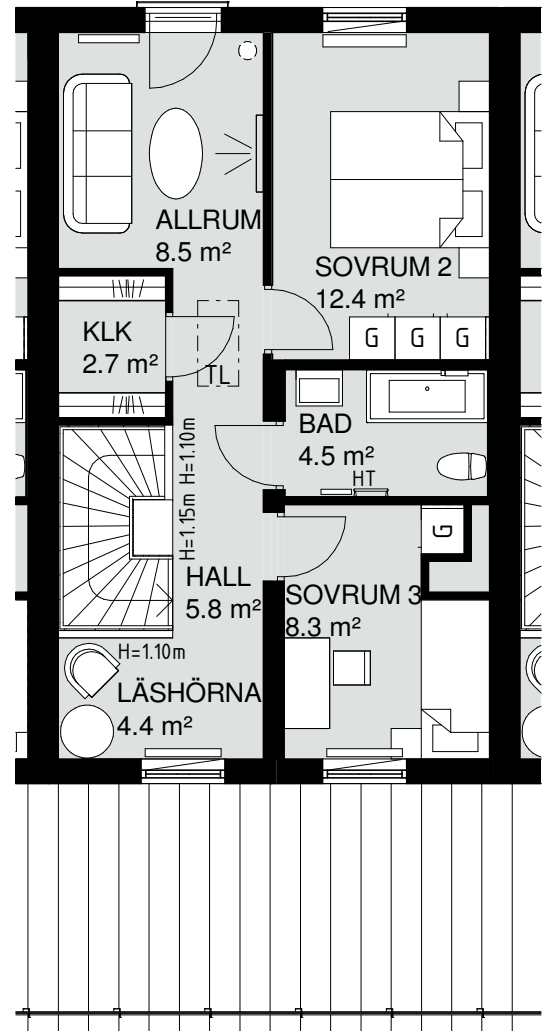 ALLRUM
8.5 m²
SOVRUM 2
12.4 m²
KLK
2.7 m²
TL
G G G
BAD
4.5 m²
HT
H=1.15m H=1.10m
G
HALL
5.8 m²
SOVRUM 3
8.3 m²
H=1.10m
LÄSHÖRNA
4.4 m²